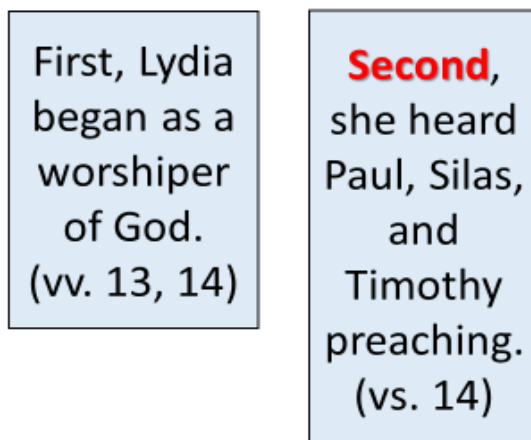 First, Lydia
began as a
worshiper
of God.
(vv. 13, 14)
Second,
she heard
Paul, Silas,
and
Timothy
preaching.
(vs. 14)